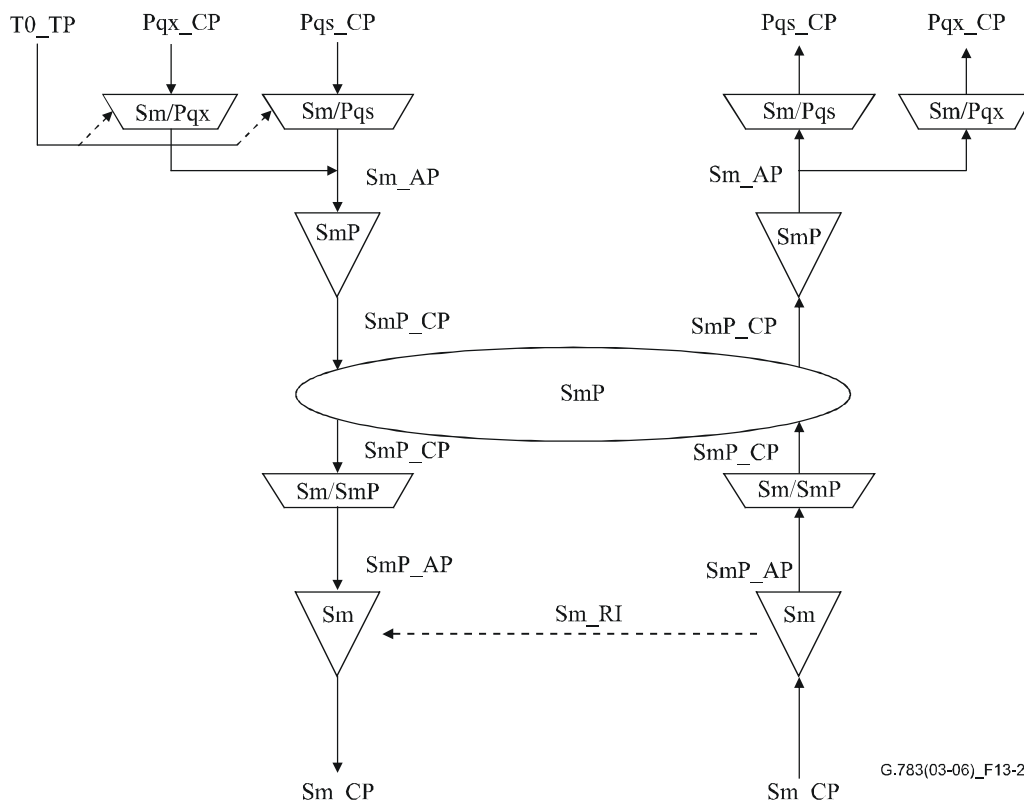 T0_TP
Pqx_CP
Pqs_CP
Pqs_CP
Pqx_CP
Sm/Pqx
Sm/Pqs
Sm/Pqs
Sm/Pqx
Sm_AP
Sm_AP
SmP
SmP
SmP_CP
SmP_CP
SmP
SmP_CP
SmP_CP
Sm/SmP
Sm/SmP
SmP_AP
SmP_AP
Sm
Sm_RI
Sm
Sm_CP
Sm_CP
G.783(03-06)_F13-2